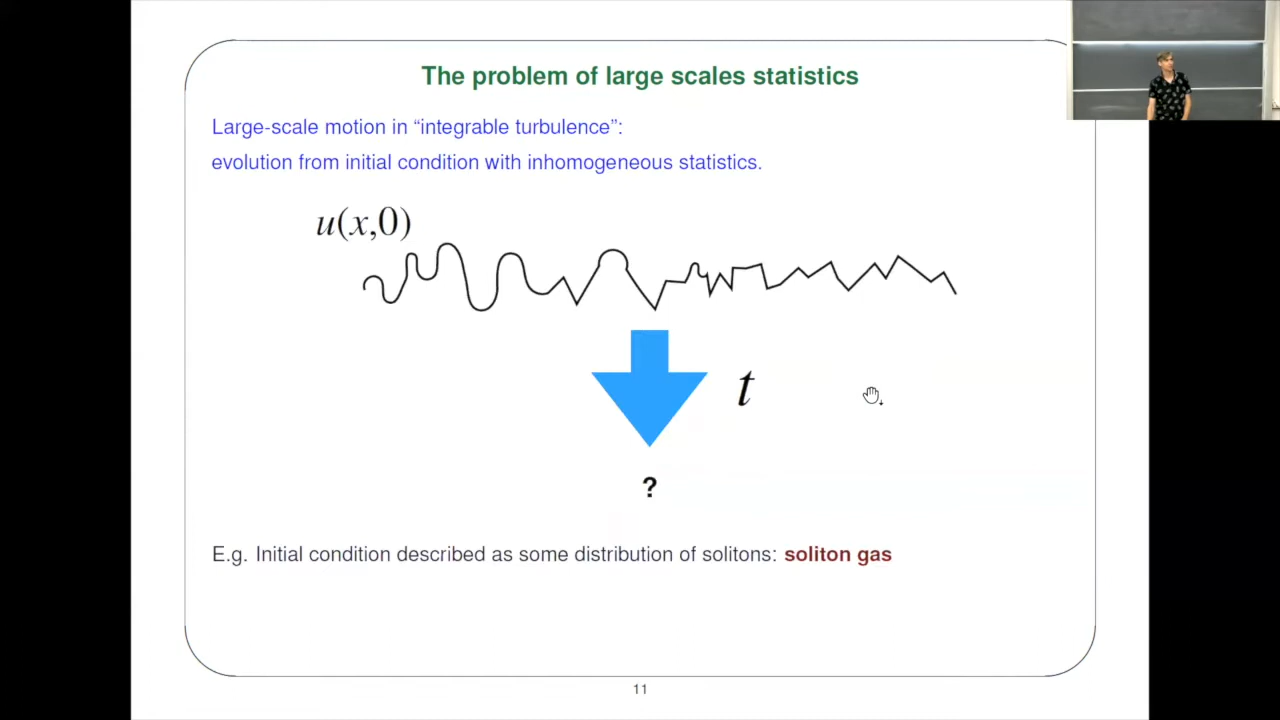 The problem of large scales statistics
Large-scale motion in “integrable turbulence”:
evolution from initial condition with inhomogeneous statistics.
u(x,0)
t
?
E.g. Initial condition described as some distribution of solitons: soliton gas
11